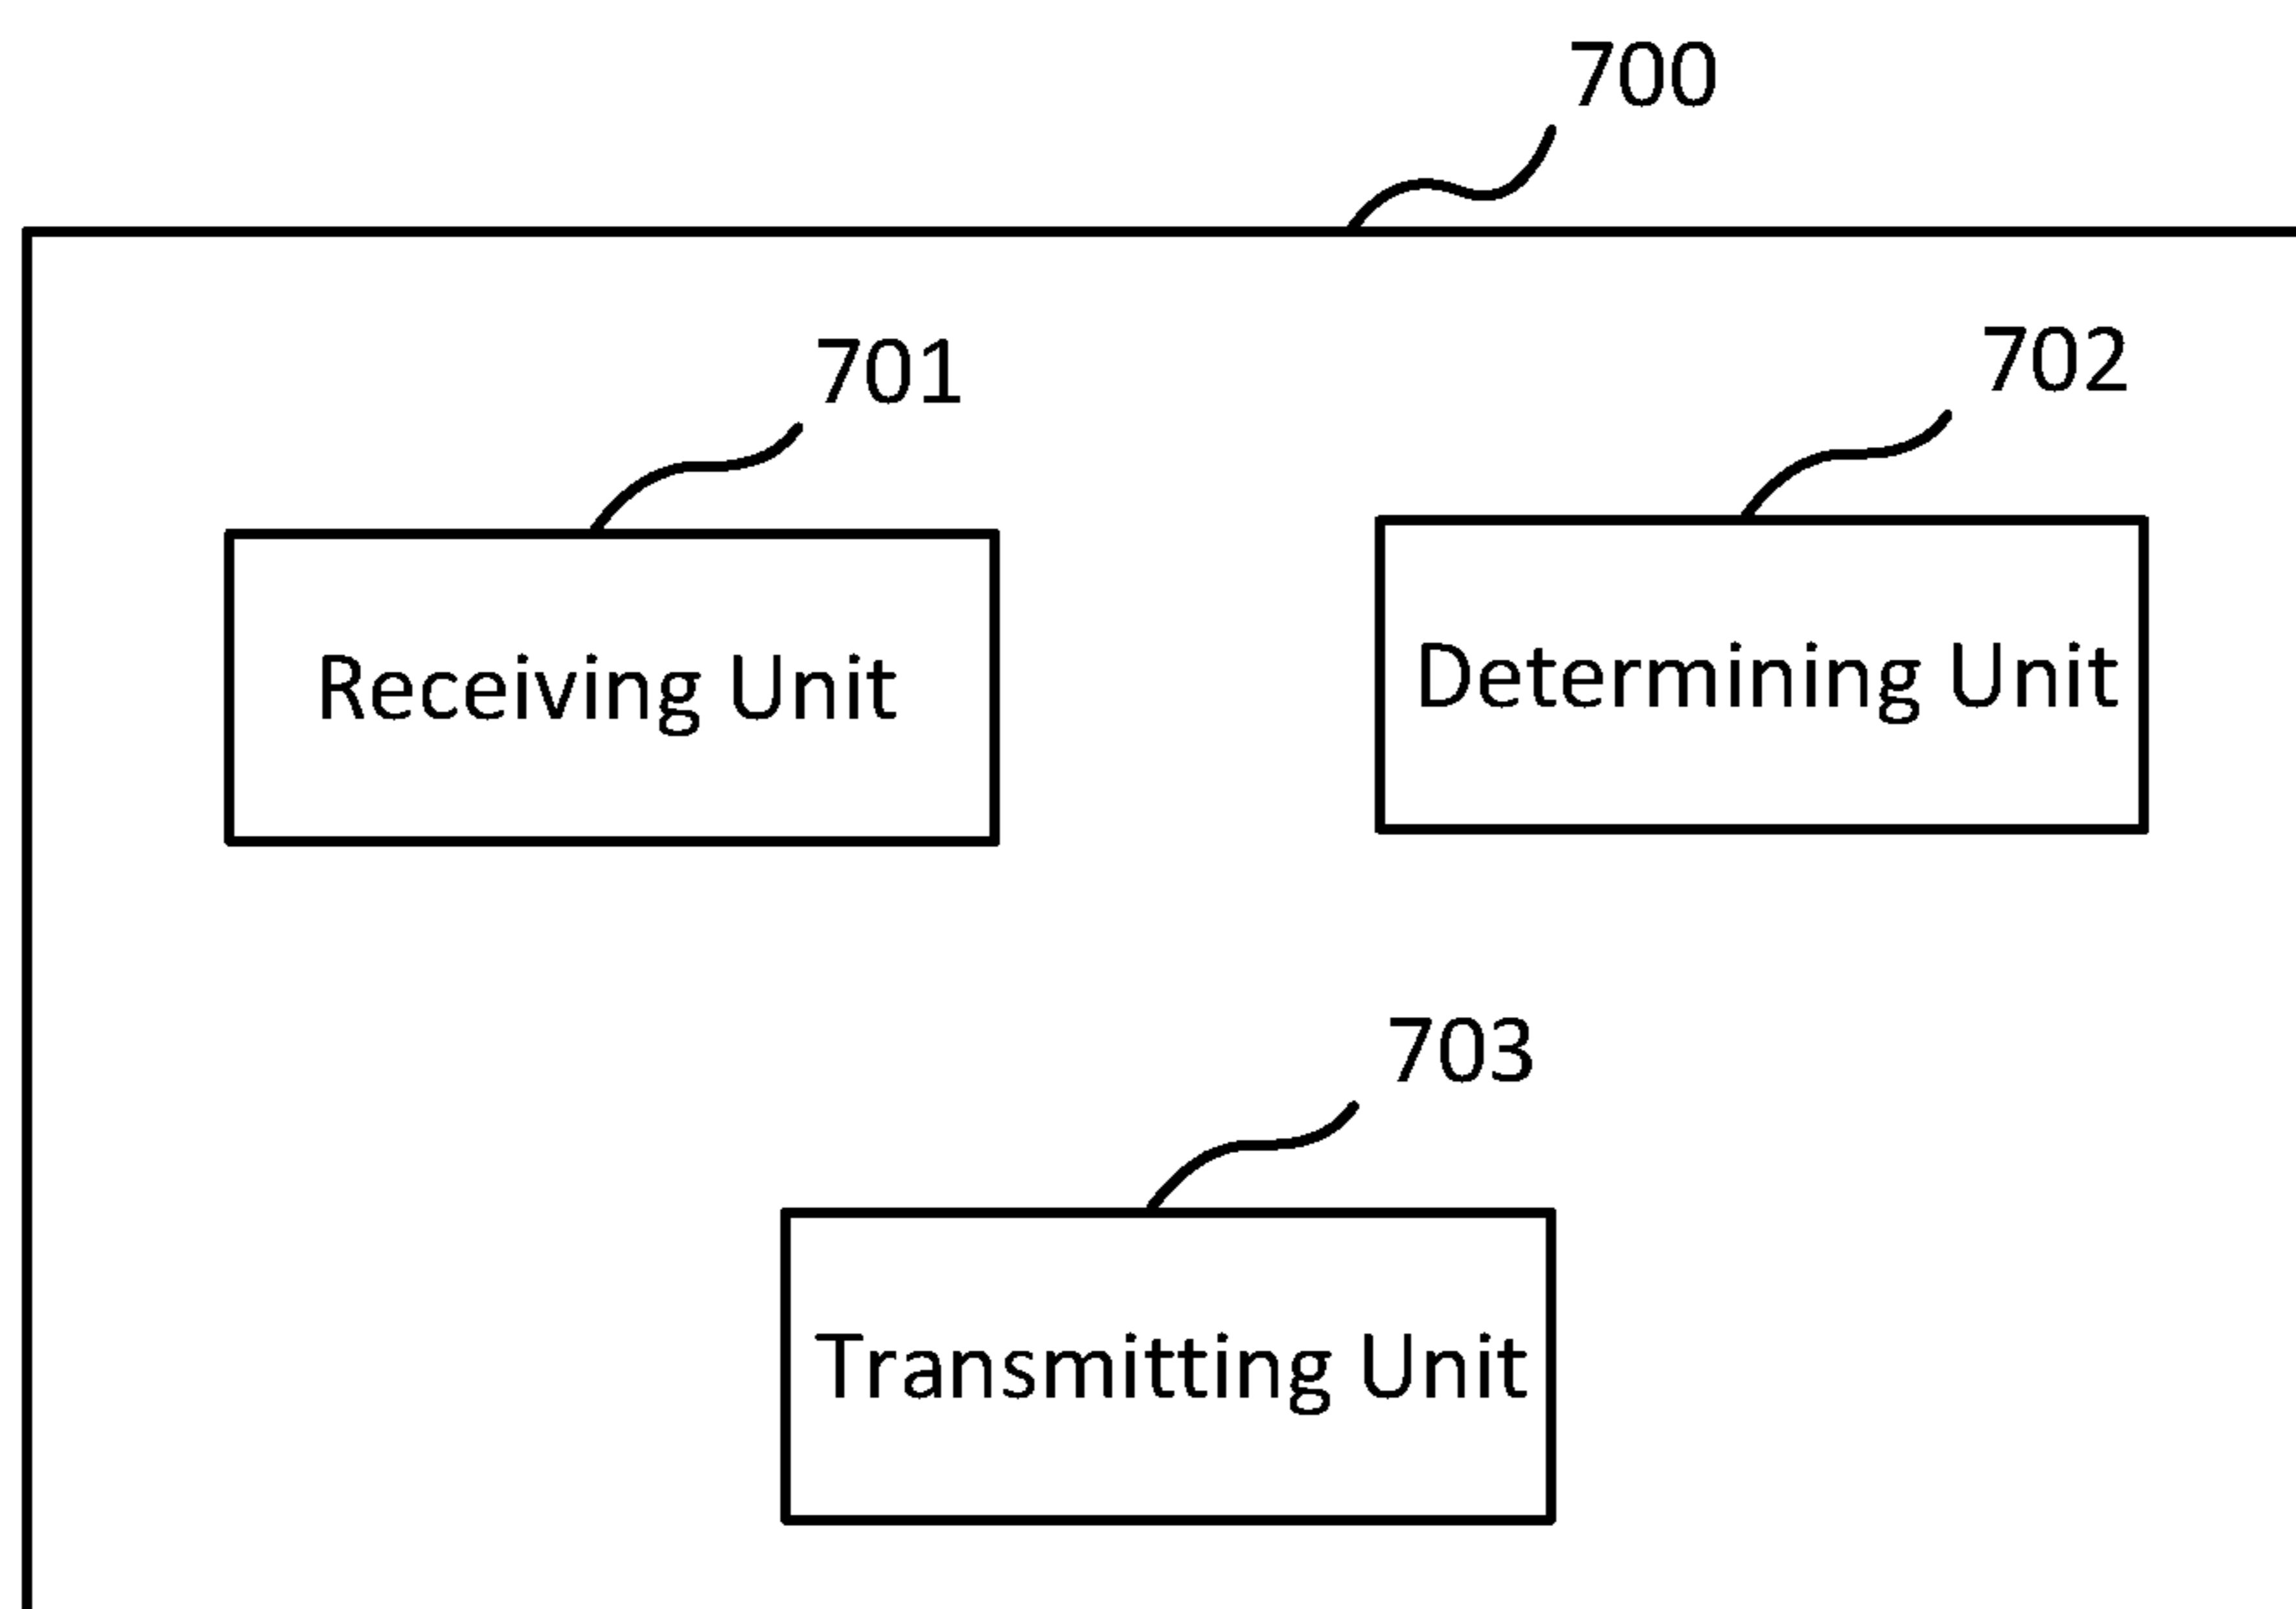 700
701
702
Receiving Unit
Determining Unit
703
Transmitting Unit